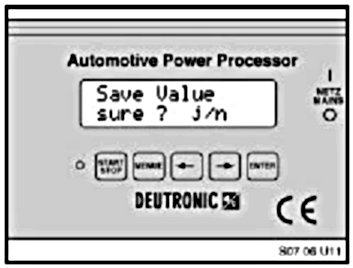 Automotive Power Processor
Save Value
sure ? j/n
I
NETZ
MAINS
O
START
STOP
MENUE
ENTER
DEUTRONIC
CE
S07 06 U11